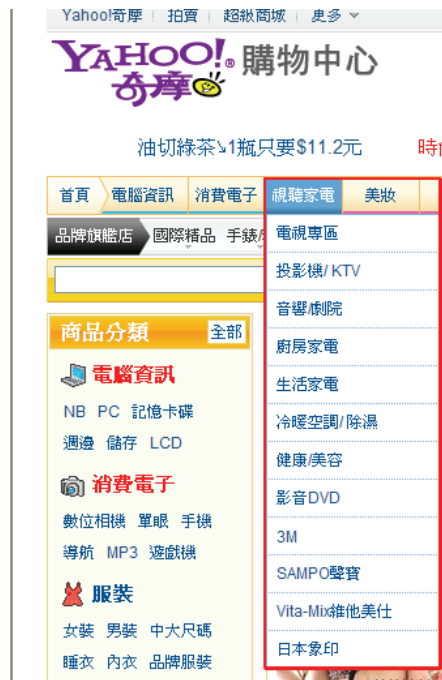 Yahoo!奇摩 拍賣 超級商城 更多
YAHOO!® 購物中心
奇摩
油切綠茶↘1瓶只要$11.2元 時
首頁 電腦資訊 消費電子 視聽家電 美妝
品牌旗艦店 國際精品 手錶
電視專區
投影機/ KTV
音響/劇院
廚房家電
生活家電
冷暖空調/ 除濕
健康/美容
影音DVD
3M
SAMPO聲寶
Vita-Mix維他美仕
日本象印
商品分類 全部
電腦資訊
NB PC 記憶卡碟
週邊 儲存 LCD
消費電子
數位相機 單眼 手機
導航 MP3 遊戲機
服裝
女裝 男裝 中大尺碼
睡衣 內衣 品牌服裝